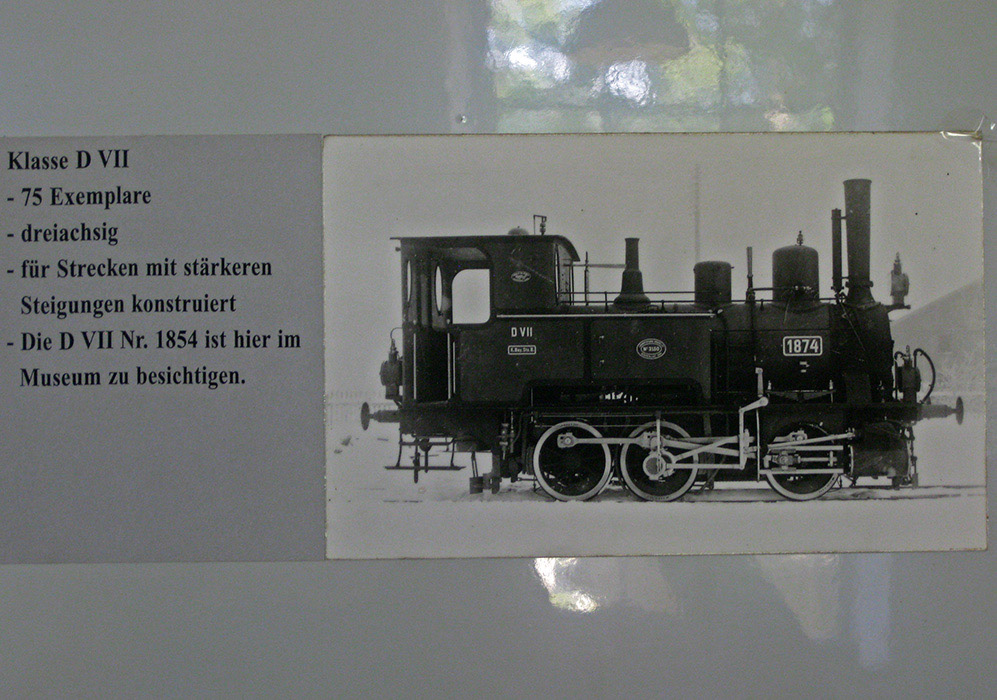 Klasse D VII
- 75 Exemplare
- dreiachsig
- für Strecken mit stärkeren
Steigungen konstruiert
- Die D VII Nr. 1854 ist hier im
Museum zu besichtigen.
D VII
1874